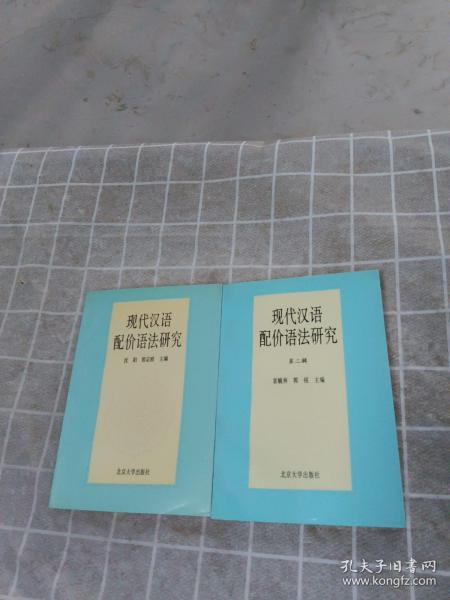 现代汉语
配价语法研究
沈阳 郑定欧 主编
北京大学出版社
现代汉语
配价语法研究
第二辑
袁毓林 郭锐 主编
北京大学出版社
孔夫子旧书网
www.kongfz.com